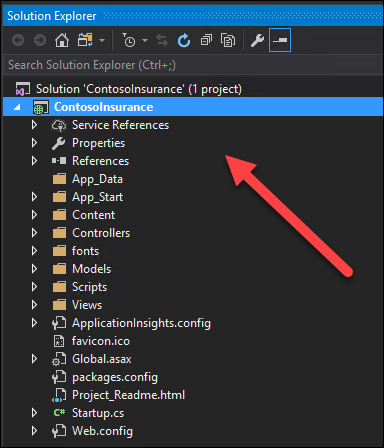 Solution Explorer
Search Solution Explorer (Ctrl+;)
Solution 'ContosoInsurance' (1 project)
ContosoInsurance
Service References
Properties
References
App_Data
App_Start
Content
Controllers
fonts
Models
Scripts
Views
ApplicationInsights.config
favicon.ico
Global.asax
packages.config
Project_Readme.html
C# Startup.cs
Web.config